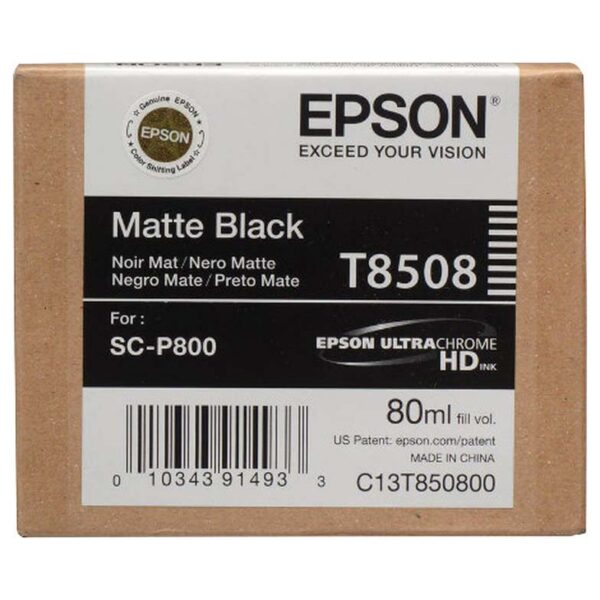 Genuine EPSON
EPSON
Color Shifting Label
EPSON®
EXCEED YOUR VISION
Matte Black
Noir Mat/Nero Matte
Negro Mate/Preto Mate
T8508
For :
SC-P800
EPSON ULTRACHROME
HD INK
80ml fill vol.
US Patent: epson.com/patent
MADE IN CHINA
0 10343 91493 3
C13T850800